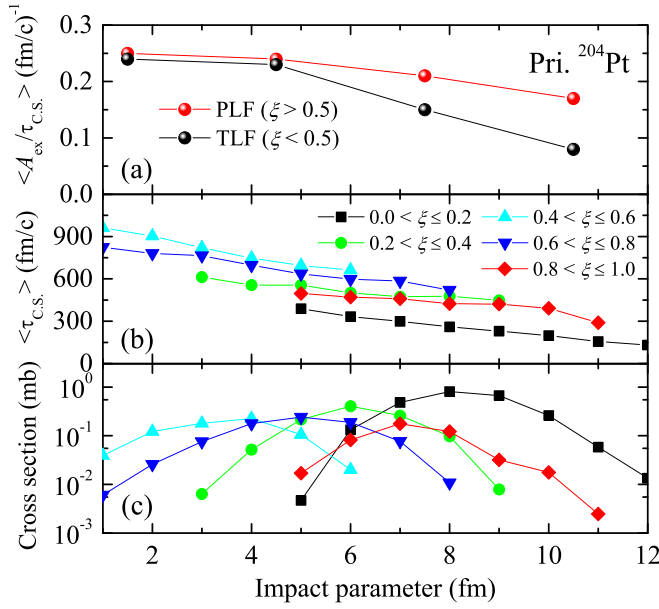 <A_ex/τ_C.S.> (fm/c)^-1
0.3
0.2
0.1
0.0
Pri. ^204Pt
PLF (ξ > 0.5)
TLF (ξ < 0.5)
(a)
<τ_C.S.> (fm/c)
900
600
300
0
0.0 < ξ ≤ 0.2
0.4 < ξ ≤ 0.6
0.2 < ξ ≤ 0.4
0.6 < ξ ≤ 0.8
0.8 < ξ ≤ 1.0
(b)
Cross section (mb)
10^0
10^-1
10^-2
10^-3
(c)
2 4 6 8 10 12
Impact parameter (fm)